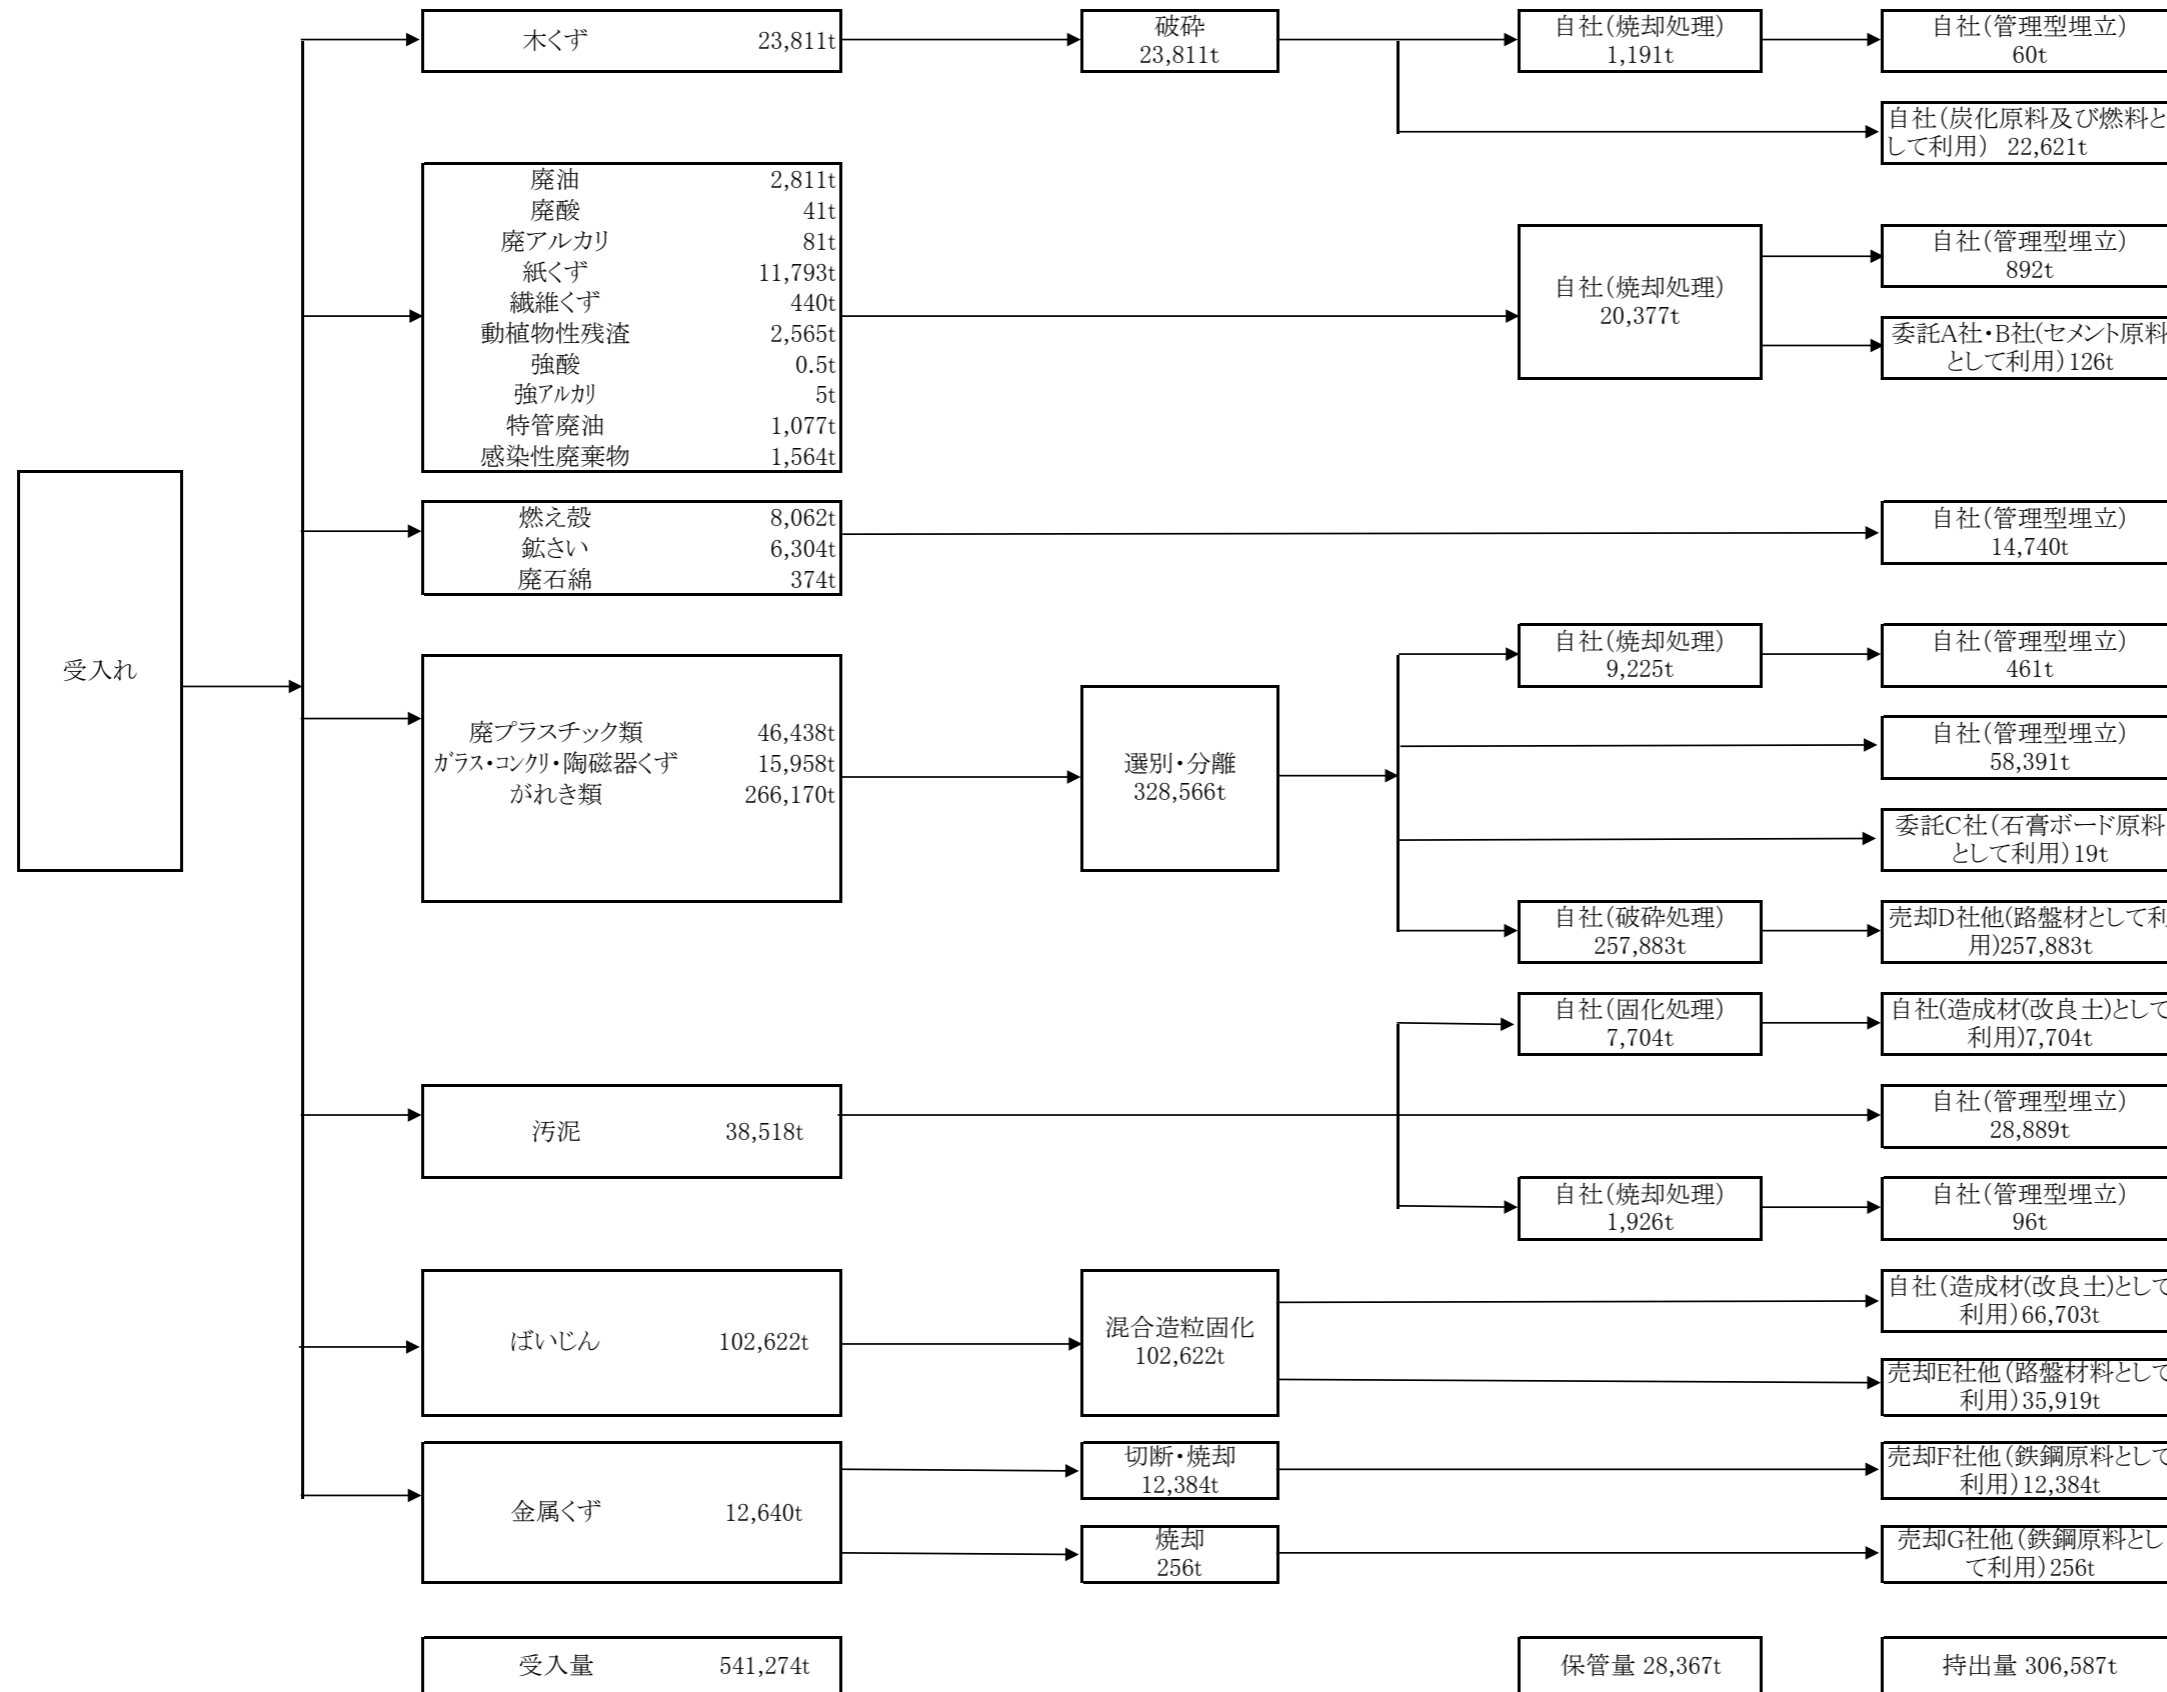 木くず 23,811t
破砕
23,811t
自社（焼却処理）
1,191t
自社（管理型埋立）
60t
自社（炭化原料及び燃料と
して利用） 22,621t
廃油 2,811t
廃酸 41t
廃アルカリ 81t
紙くず 11,793t
繊維くず 440t
動植物性残渣 2,565t
強酸 0.5t
強ｱﾙｶﾘ 5t
特管廃油 1,077t
感染性廃棄物 1,564t
自社（焼却処理）
20,377t
自社（管理型埋立）
892t
委託A社・B社(セメント原料
として利用）126t
燃え殻 8,062t
鉱さい 6,304t
廃石綿 374t
自社（管理型埋立）
14,740t
受入れ
廃プラスチック類 46,438t
ｶﾞﾗｽ・ｺﾝｸﾘ・陶磁器くず 15,958t
がれき類 266,170t
選別・分離
328,566t
自社（焼却処理）
9,225t
自社（管理型埋立）
461t
自社（管理型埋立）
58,391t
委託C社（石膏ボード原料
として利用）19t
自社（破砕処理）
257,883t
売却D社他(路盤材として利
用)257,883t
汚泥 38,518t
自社（固化処理）
7,704t
自社(造成材(改良土)として
利用)7,704t
自社（管理型埋立）
28,889t
自社（焼却処理）
1,926t
自社（管理型埋立）
96t
ばいじん 102,622t
混合造粒固化
102,622t
自社（造成材(改良土)として
利用）66,703t
売却E社他（路盤材料として
利用）35,919t
金属くず 12,640t
切断・焼却
12,384t
売却F社他（鉄鋼原料として
利用）12,384t
焼却
256t
売却G社他（鉄鋼原料とし
て利用）256t
受入量 541,274t
保管量 28,367t
持出量 306,587t